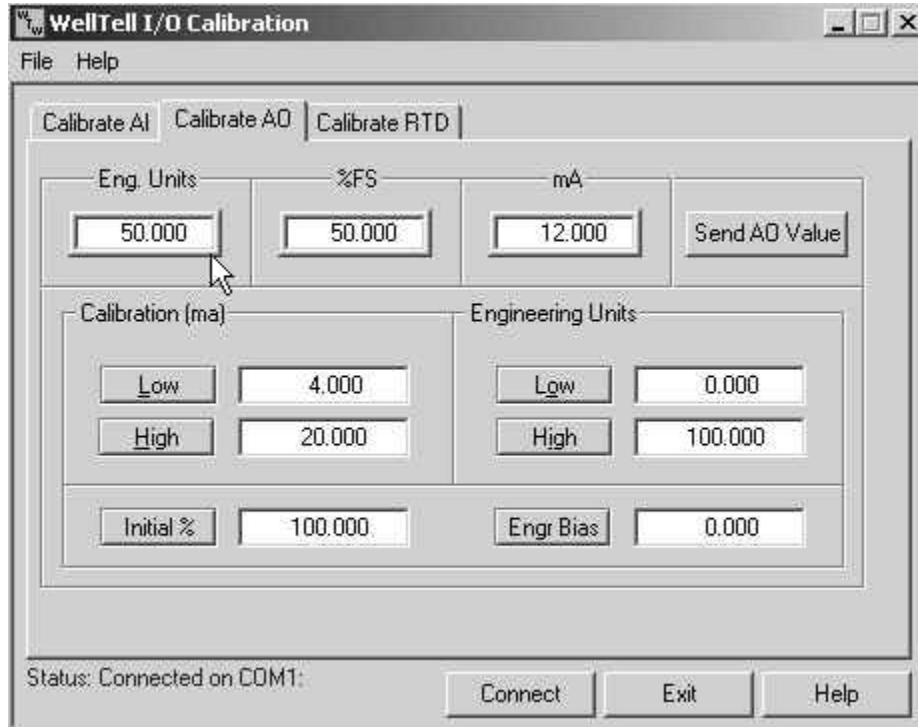 WTW WellTell I/O Calibration
File Help
Calibrate AI Calibrate AO Calibrate RTD
Eng. Units %FS mA
50.000 50.000 12.000 Send AO Value
Calibration (ma) Engineering Units
Low 4.000 Low 0.000
High 20.000 High 100.000
Initial % 100.000 Engr Bias 0.000
Status: Connected on COM1:
Connect Exit Help